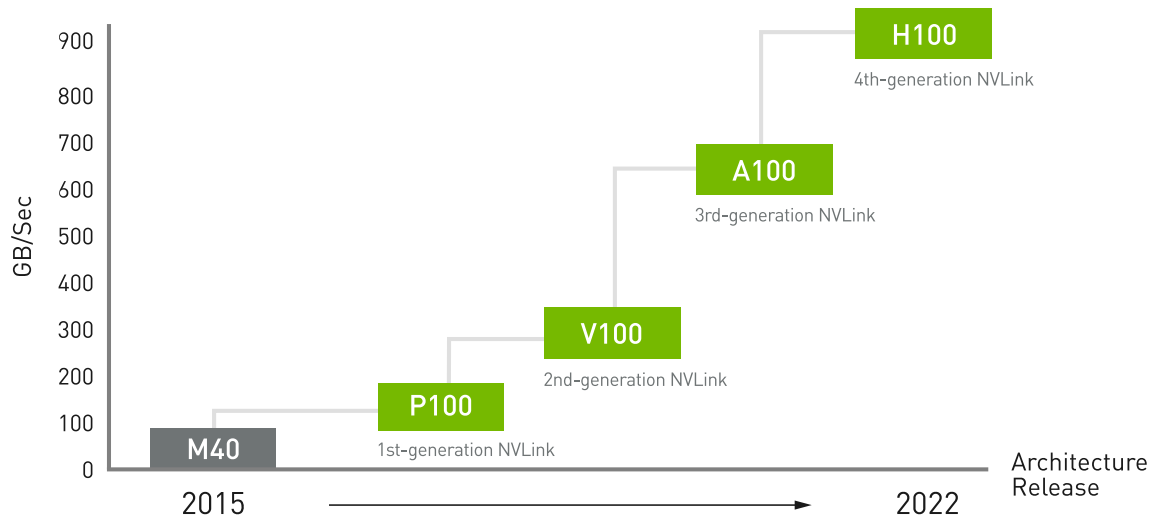 900
H100
4th-generation NVLink
800
700
A100
600
3rd-generation NVLink
500
GB/Sec
400
300
V100
2nd-generation NVLink
200
P100
100
1st-generation NVLink
M40
0
Architecture
Release
2015
2022